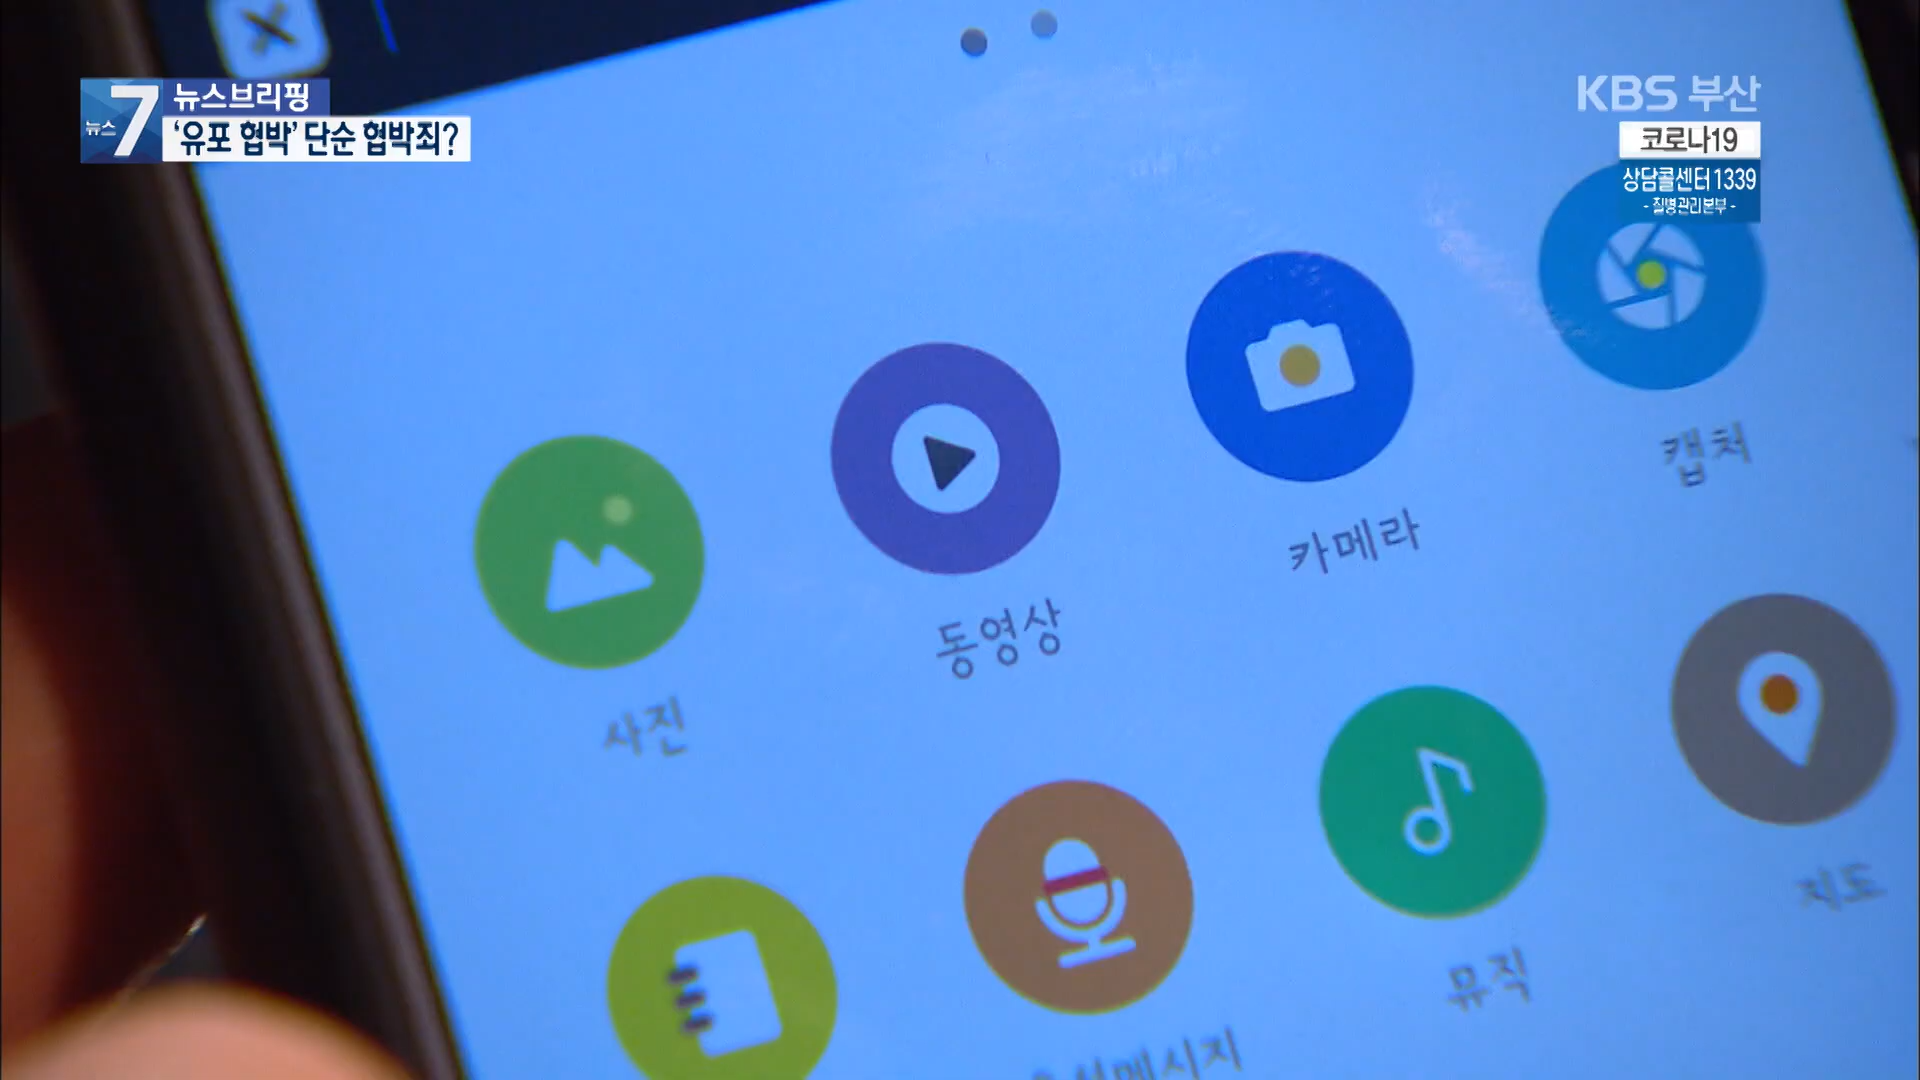 뉴스7
뉴스브리핑
‘유포 협박’ 단순 협박죄?
KBS 부산
코로나19
상담콜센터 1339
- 질병관리본부 -
캡처
카메라
동영상
사진
지도
뮤직